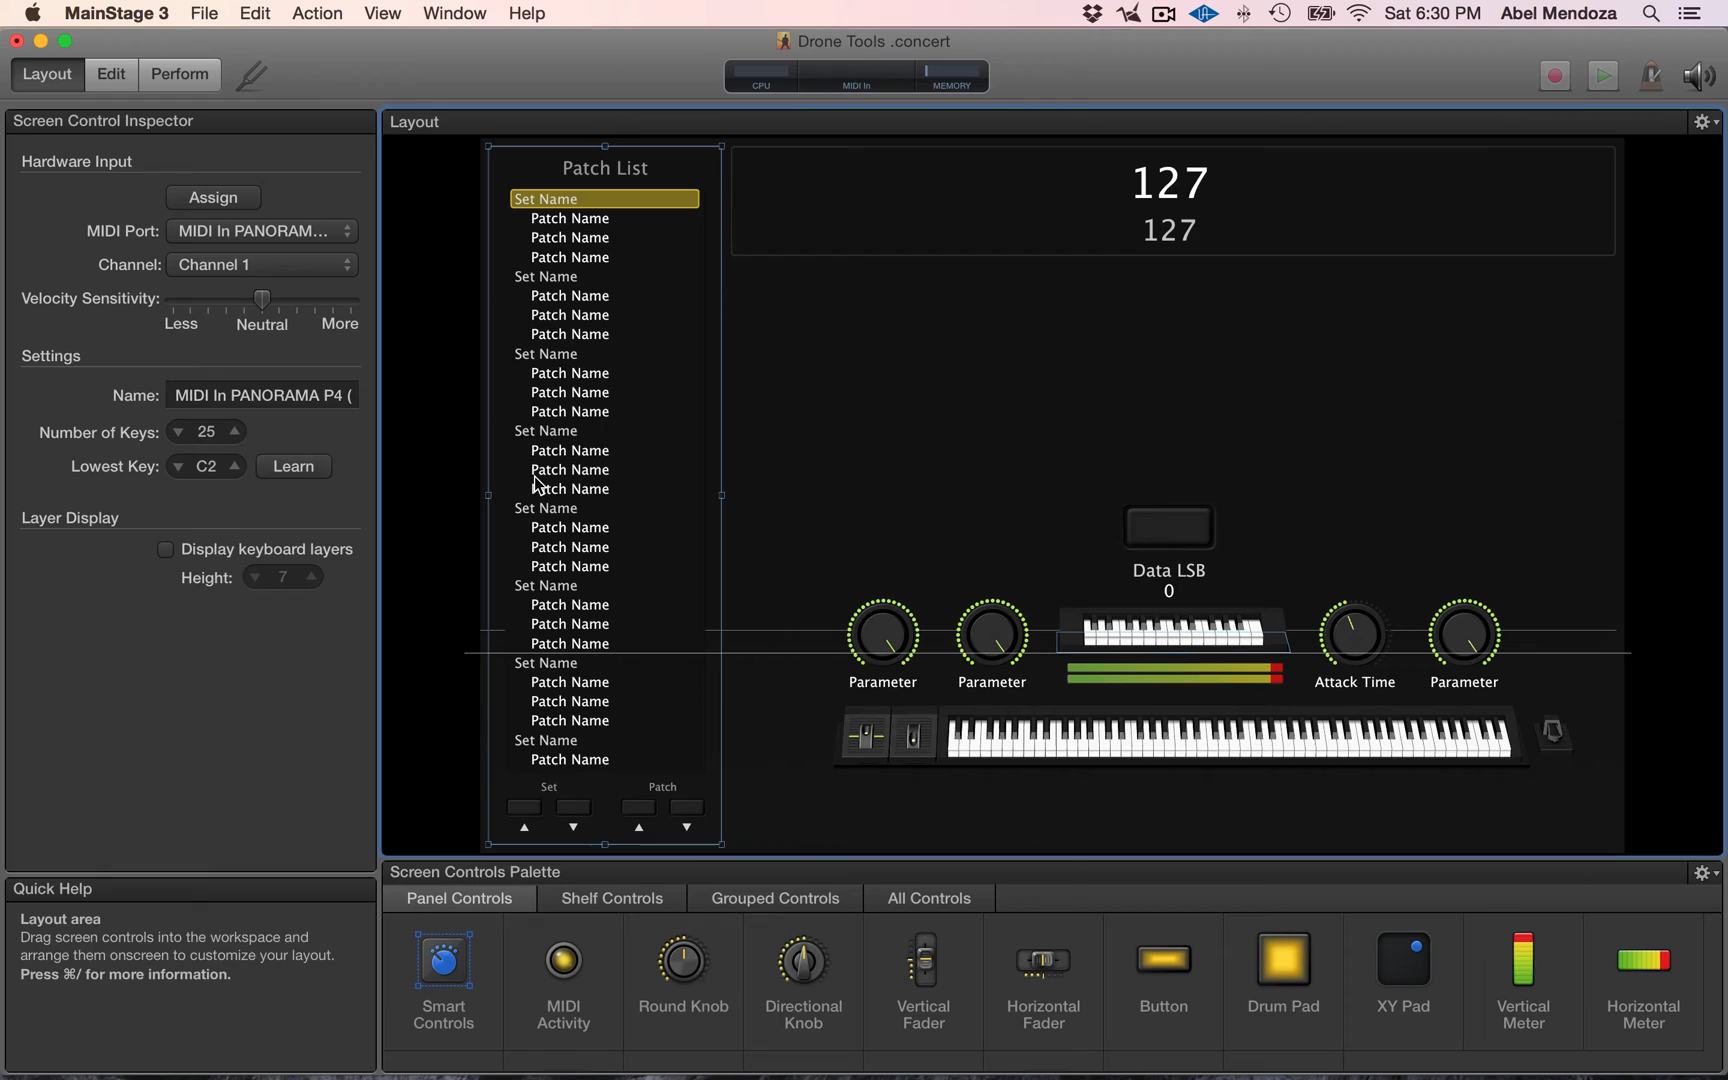 MainStage 3 File Edit Action View Window Help Sat 6:30 PM Abel Mendoza
Drone Tools .concert
Layout Edit Perform
CPU MIDI In MEMORY
Screen Control Inspector
Hardware Input
Assign
MIDI Port: MIDI In PANORAM...
Channel: Channel 1
Velocity Sensitivity:
Less Neutral More
Settings
Name: MIDI In PANORAMA P4 (
Number of Keys: 25
Lowest Key: C2 Learn
Layer Display
Display keyboard layers
Height: 7
Quick Help
Layout area
Drag screen controls into the workspace and
arrange them onscreen to customize your layout.
Press ⌘/ for more information.
Layout
Patch List
Set Name
Patch Name
Patch Name
Patch Name
Set Name
Patch Name
Patch Name
Patch Name
Set Name
Patch Name
Patch Name
Patch Name
Set Name
Patch Name
Patch Name
Patch Name
Set Name
Patch Name
Patch Name
Patch Name
Set Name
Patch Name
Patch Name
Patch Name
Set Name
Patch Name
Patch Name
Patch Name
Set Name
Patch Name
Set Patch
127
127
Data LSB
0
Parameter Parameter Attack Time Parameter
Screen Controls Palette
Panel Controls Shelf Controls Grouped Controls All Controls
Smart Controls
MIDI Activity
Round Knob
Directional Knob
Vertical Fader
Horizontal Fader
Button
Drum Pad
XY Pad
Vertical Meter
Horizontal Meter